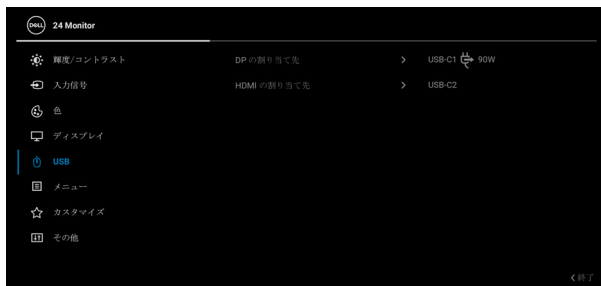 DELL 24 Monitor
輝度/コントラスト DP の割り当て先 > USB-C1 90W
入力信号 HDMI の割り当て先 > USB-C2
色
ディスプレイ
USB
メニュー
カスタマイズ
その他
<終了